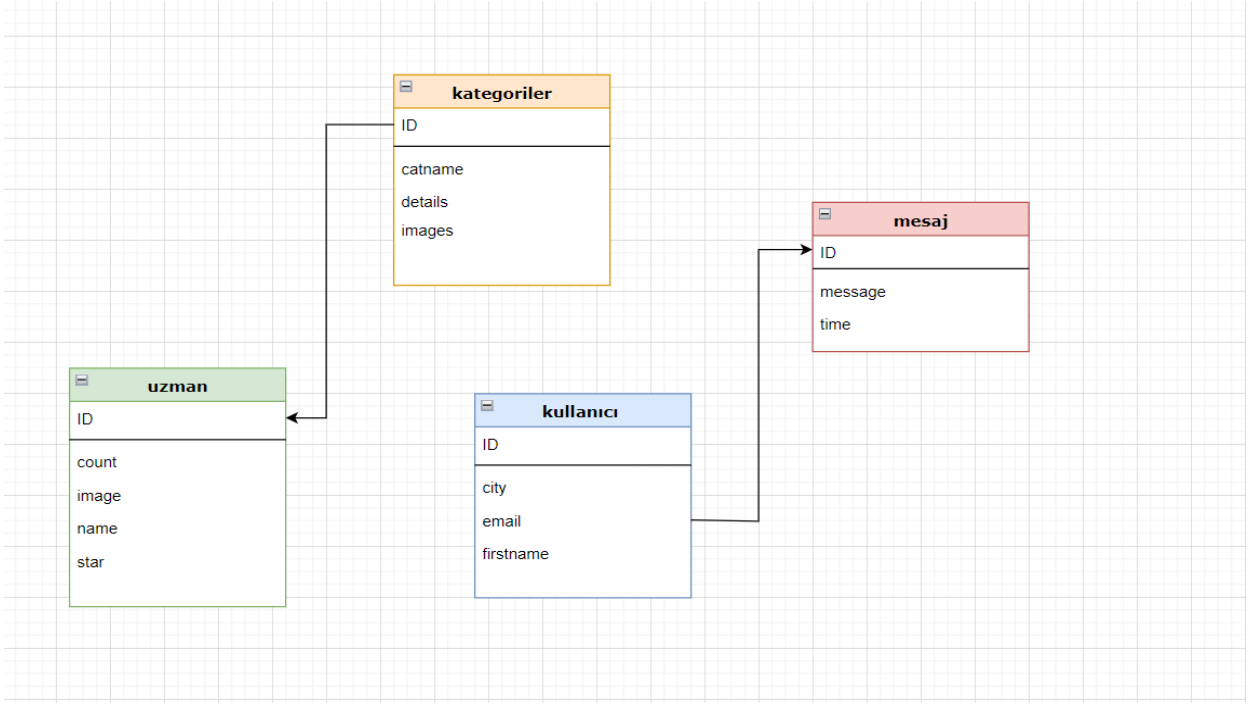 kategoriler
ID
catname
details
images
mesaj
ID
message
time
uzman
ID
count
image
name
star
kullanıcı
ID
city
email
firstname